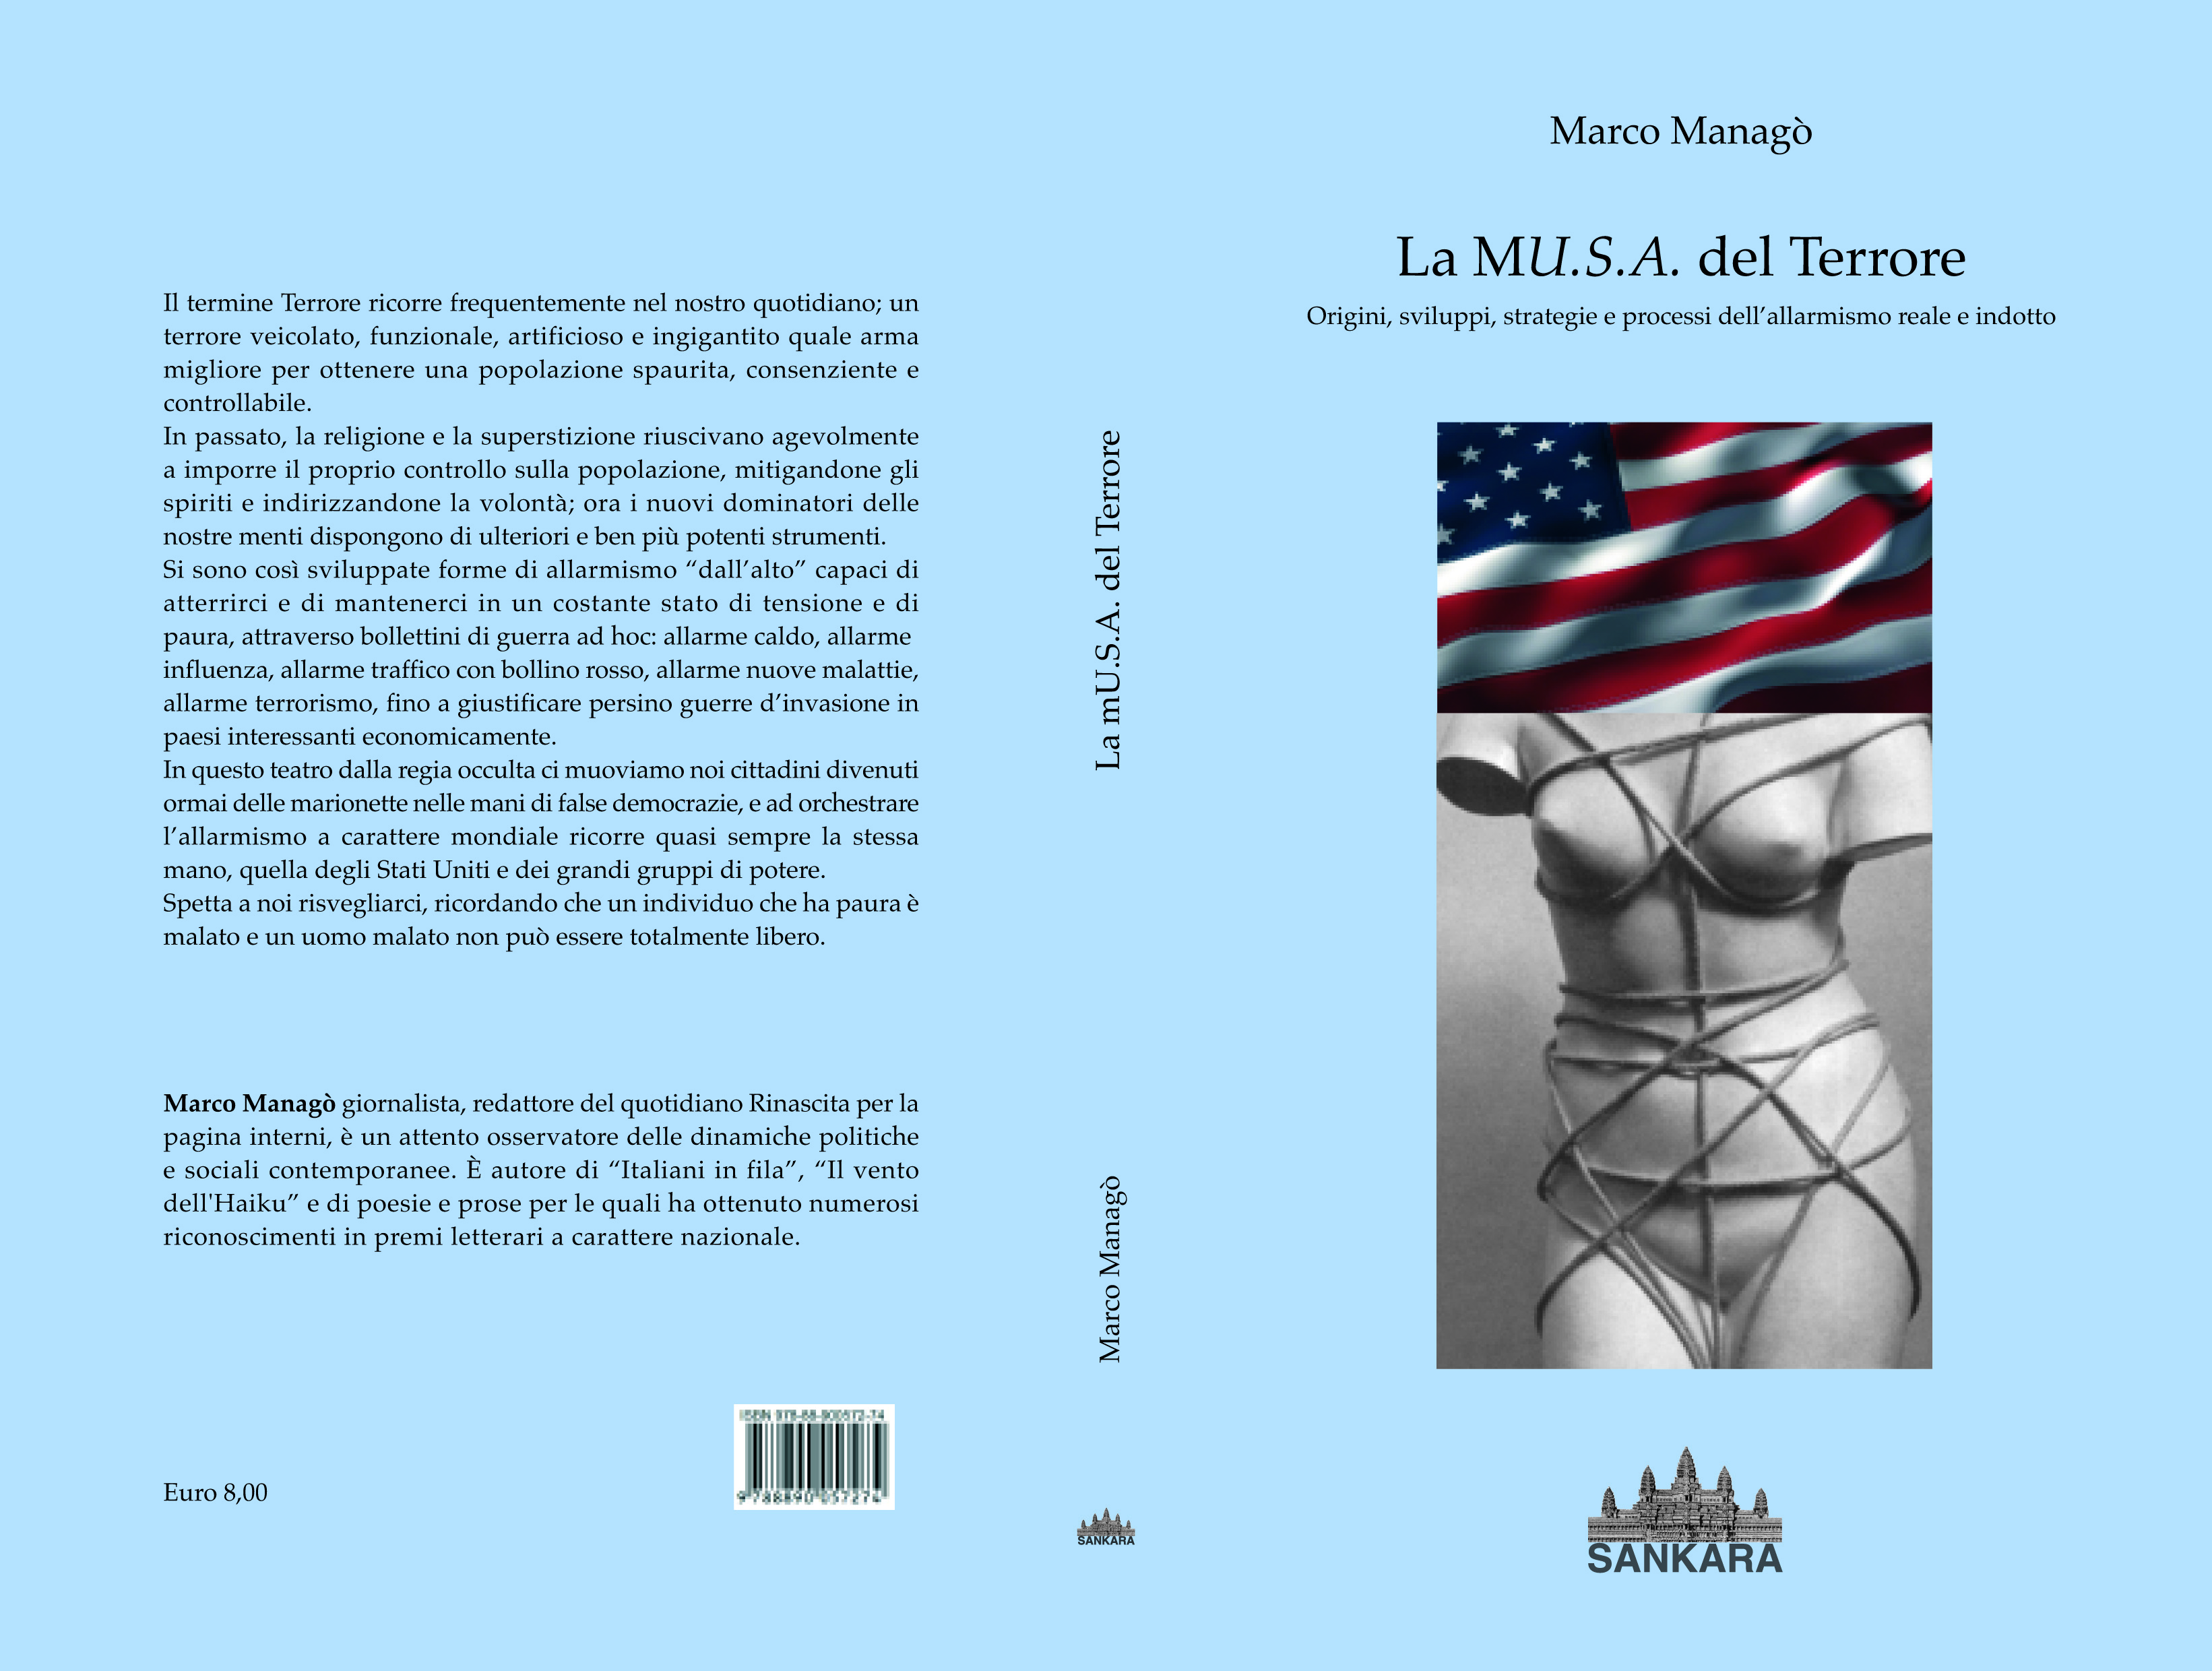 Il termine Terrore ricorre frequentemente nel nostro quotidiano; un
terrore veicolato, funzionale, artificioso e ingigantito quale arma
migliore per ottenere una popolazione spaurita, consenziente e
controllabile.
In passato, la religione e la superstizione riuscivano agevolmente
a imporre il proprio controllo sulla popolazione, mitigandone gli
spiriti e indirizzandone la volontà; ora i nuovi dominatori delle
nostre menti dispongono di ulteriori e ben più potenti strumenti.
Si sono così sviluppate forme di allarmismo “dall’alto” capaci di
atterrirci e di mantenerci in un costante stato di tensione e di
paura, attraverso bollettini di guerra ad hoc: allarme caldo, allarme
influenza, allarme traffico con bollino rosso, allarme nuove malattie,
allarme terrorismo, fino a giustificare persino guerre d’invasione in
paesi interessanti economicamente.
In questo teatro dalla regia occulta ci muoviamo noi cittadini divenuti
ormai delle marionette nelle mani di false democrazie, e ad orchestrare
l’allarmismo a carattere mondiale ricorre quasi sempre la stessa
mano, quella degli Stati Uniti e dei grandi gruppi di potere.
Spetta a noi risvegliarci, ricordando che un individuo che ha paura è
malato e un uomo malato non può essere totalmente libero.
Marco Managò giornalista, redattore del quotidiano Rinascita per la
pagina interni, è un attento osservatore delle dinamiche politiche
e sociali contemporanee. È autore di “Italiani in fila”, “Il vento
dell'Haiku” e di poesie e prose per le quali ha ottenuto numerosi
riconoscimenti in premi letterari a carattere nazionale.
Euro 8,00
ISBN 978-88-900572-74
9 788890 057274
La mU.S.A. del Terrore
Marco Managò
SANKARA
Marco Managò
La MU.S.A. del Terrore
Origini, sviluppi, strategie e processi dell’allarmismo reale e indotto
SANKARA